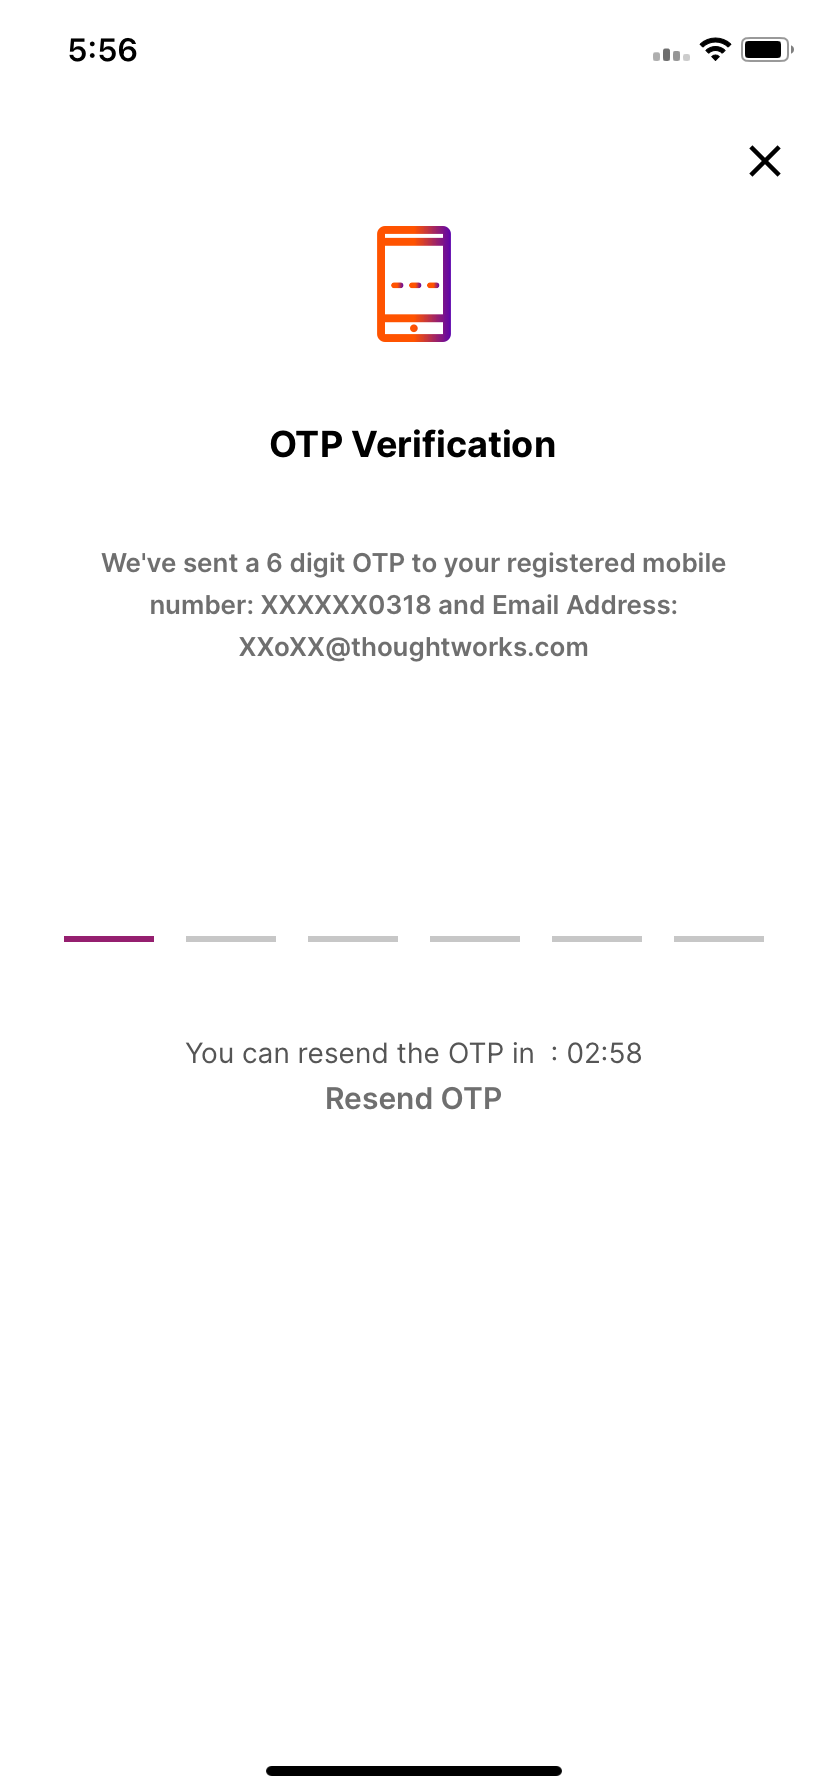 5:56
OTP Verification
We've sent a 6 digit OTP to your registered mobile
number: XXXXXX0318 and Email Address:
XXoXX@thoughtworks.com
You can resend the OTP in  : 02:58
Resend OTP